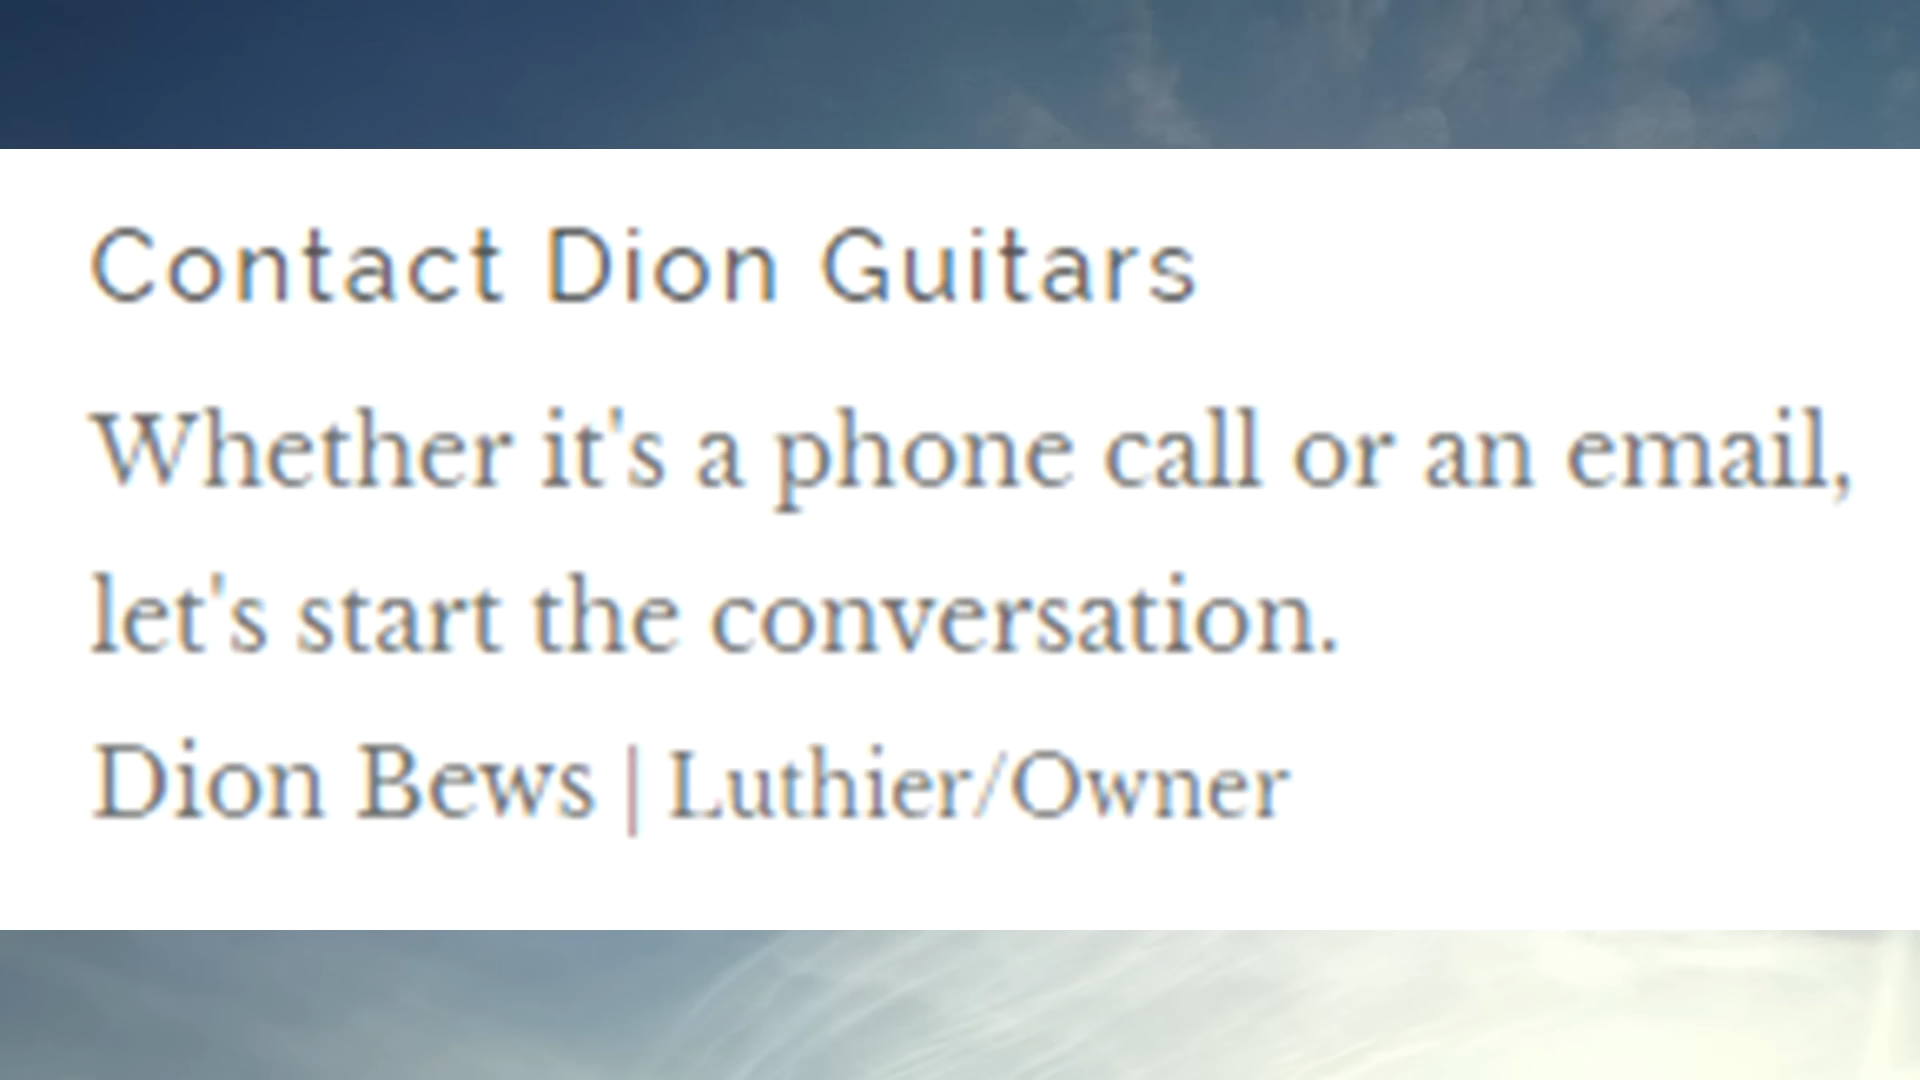 Contact Dion Guitars
Whether it's a phone call or an email,
let's start the conversation.
Dion Bews | Luthier/Owner